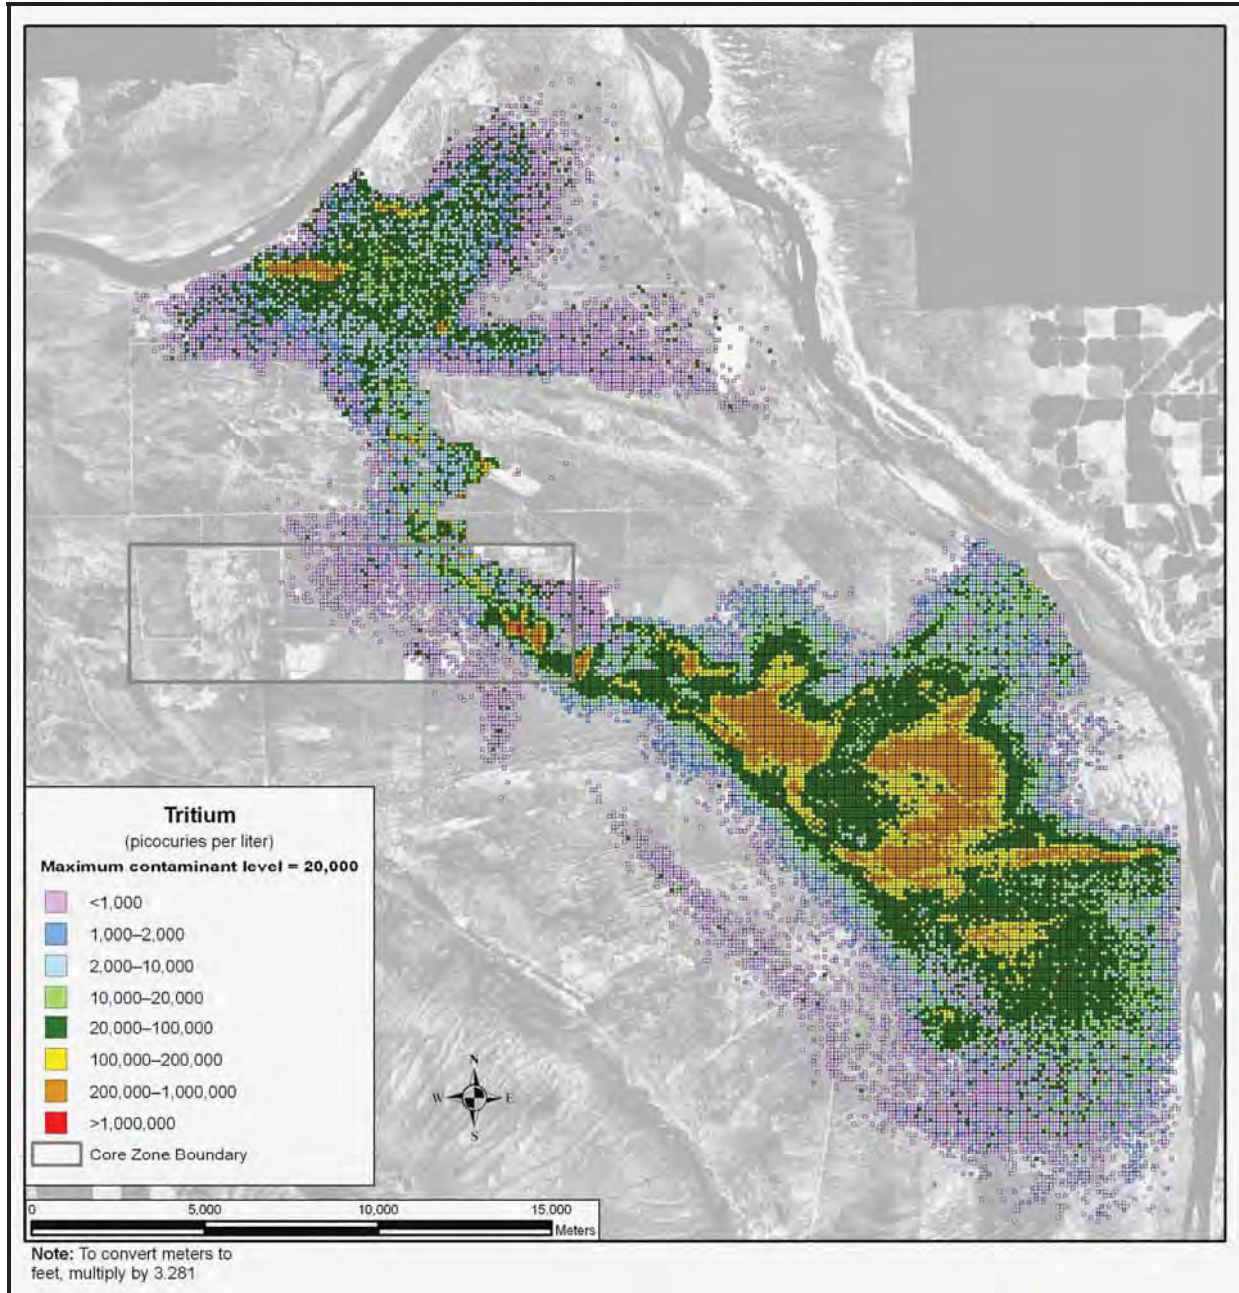 Tritium
(picocuries per liter)
Maximum contaminant level = 20,000
<1,000
1,000–2,000
2,000–10,000
10,000–20,000
20,000–100,000
100,000–200,000
200,000–1,000,000
>1,000,000
Core Zone Boundary
N
W E
S
0 5,000 10,000 15,000
Meters
Note: To convert meters to
feet, multiply by 3.281